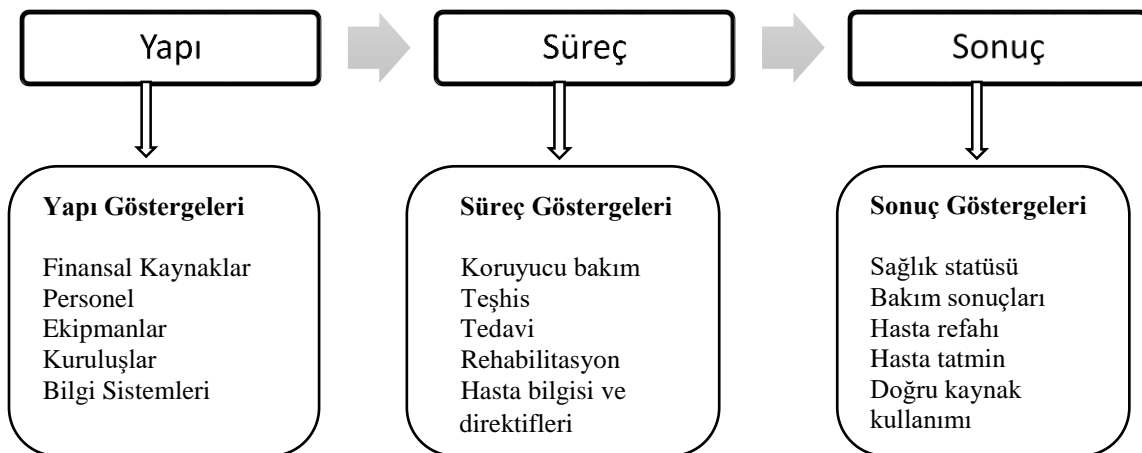 Yapı
Süreç
Sonuç
Yapı Göstergeleri
Finansal Kaynaklar
Personel
Ekipmanlar
Kuruluşlar
Bilgi Sistemleri
Süreç Göstergeleri
Koruyucu bakım
Teşhis
Tedavi
Rehabilitasyon
Hasta bilgisi ve
direktifleri
Sonuç Göstergeleri
Sağlık statüsü
Bakım sonuçları
Hasta refahı
Hasta tatmin
Doğru kaynak
kullanımı